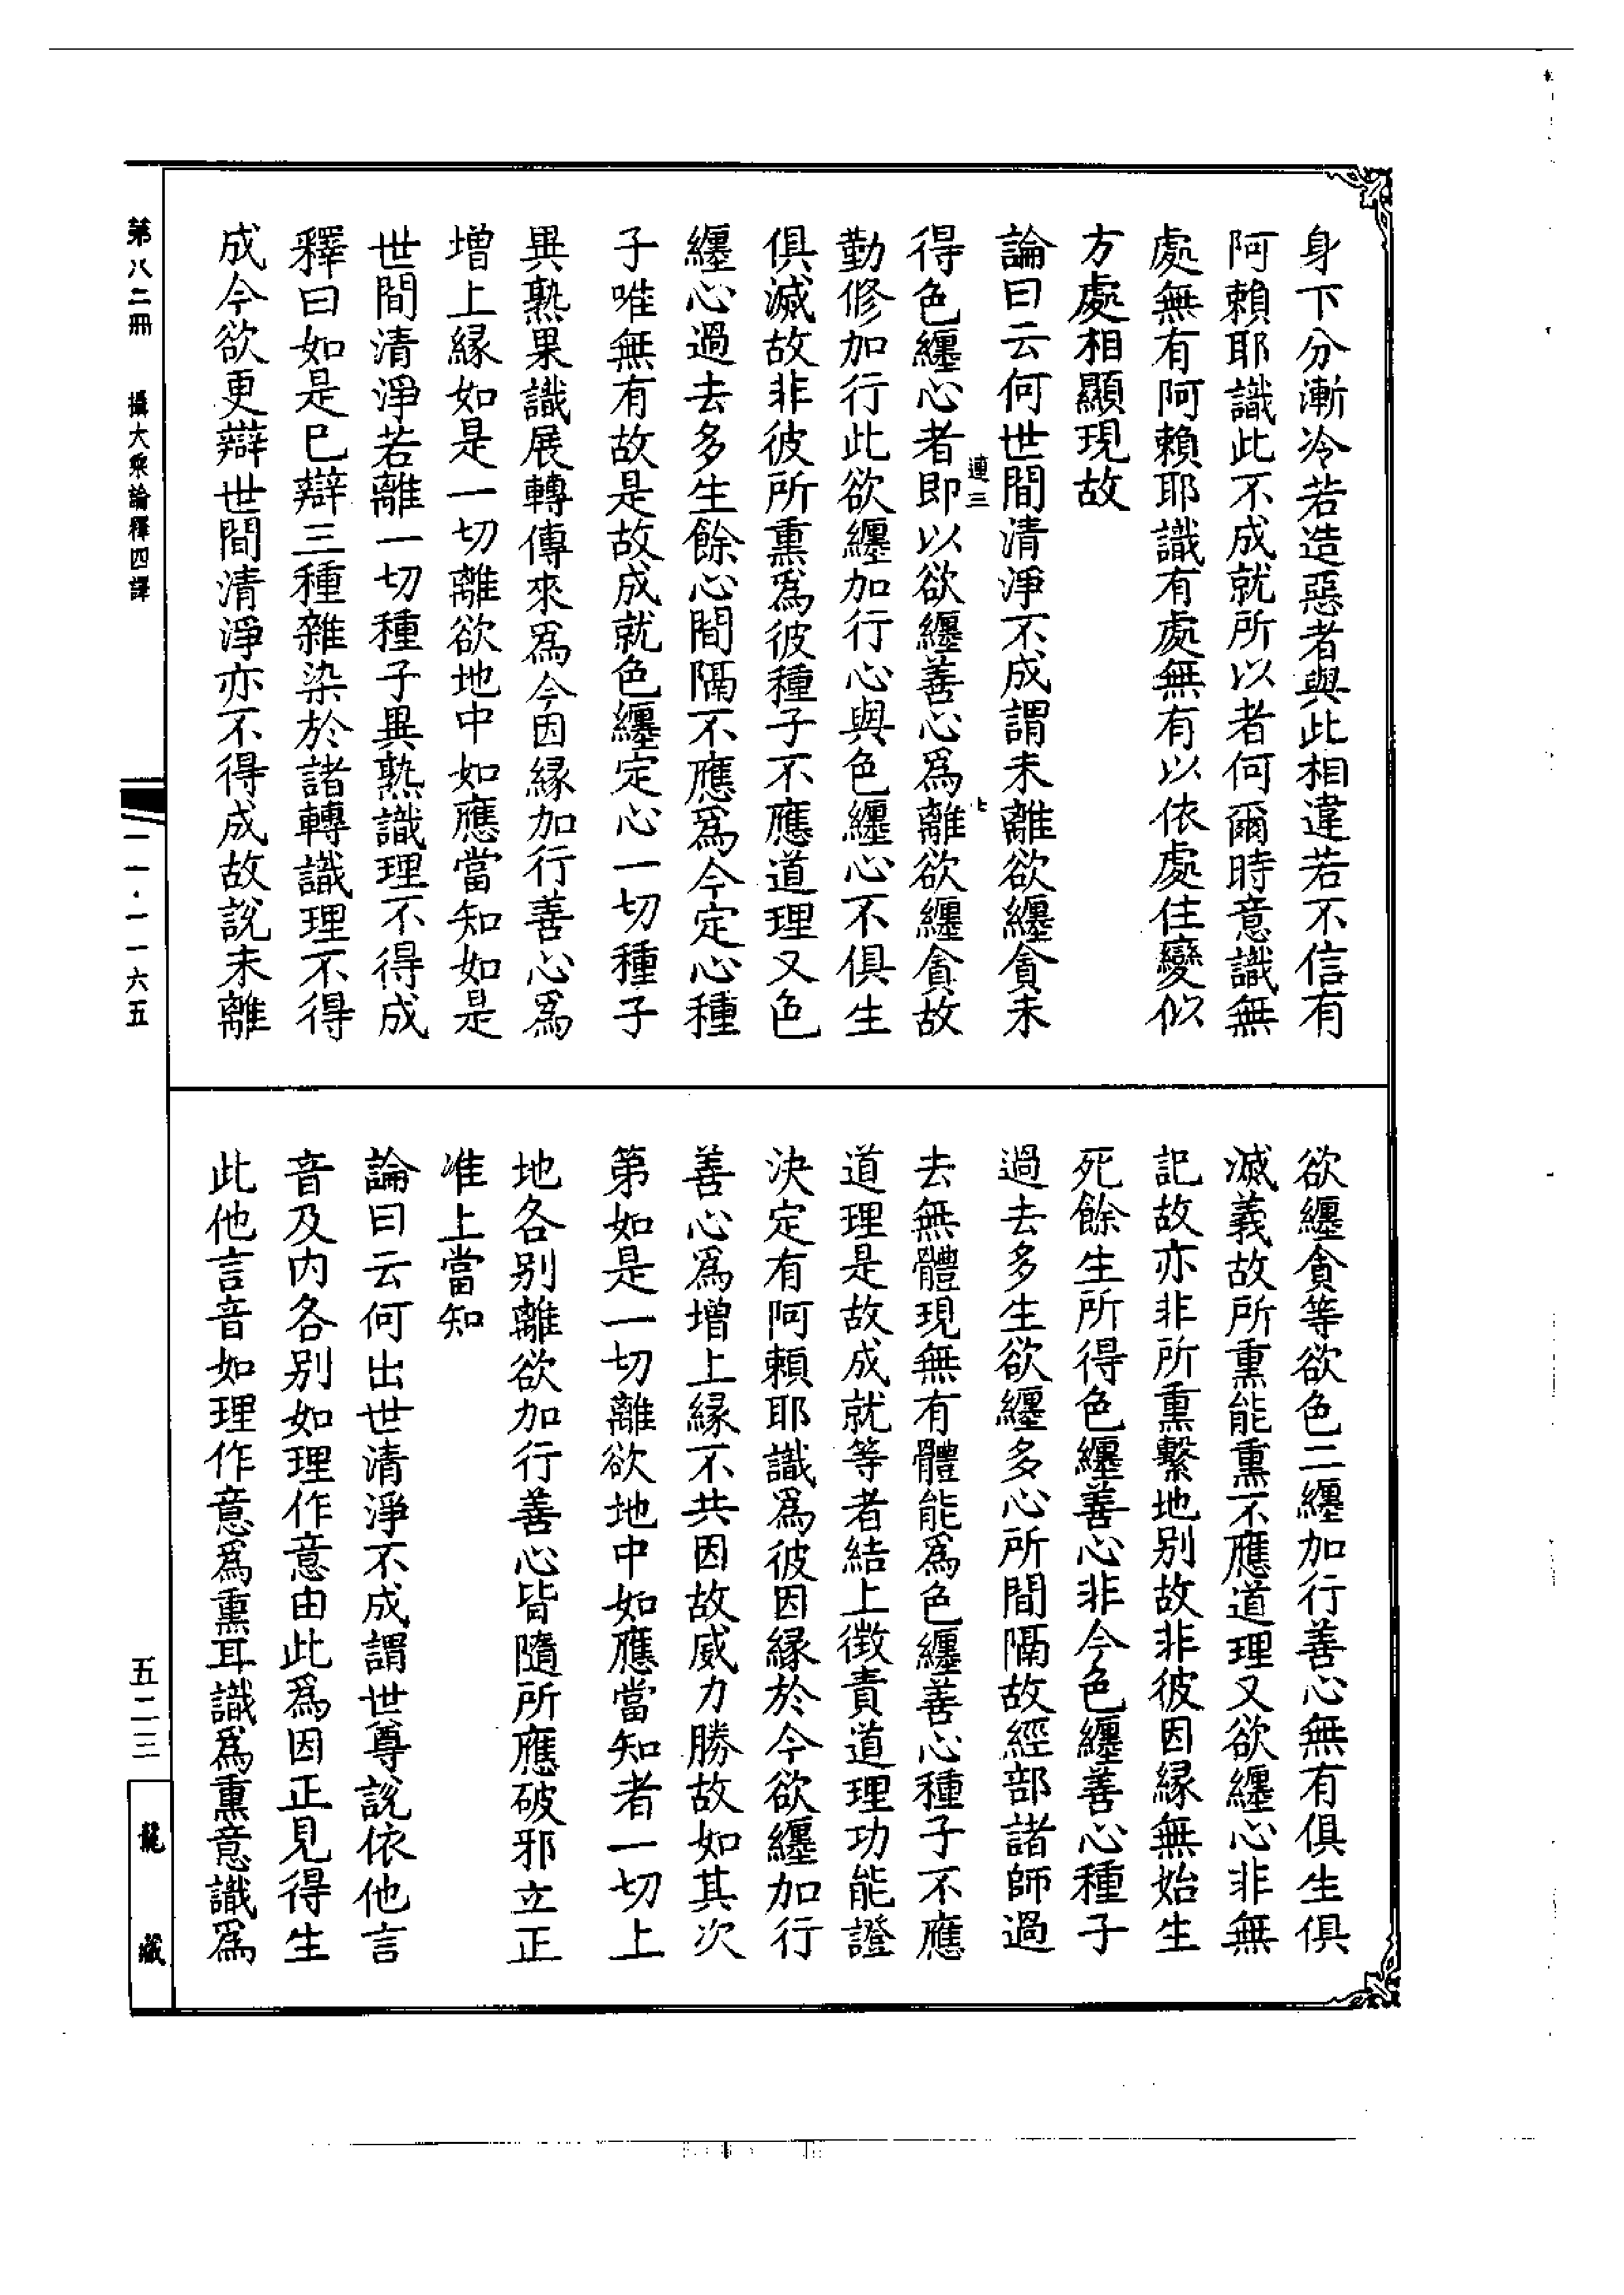 身下分漸冷若造惡者與此相違若不信有
阿賴耶識此不成就所以者何爾時意識無
處無有阿賴耶識有處無有以依處住變似
方處相顯現故
論曰云何世間清淨不成謂未離欲纏貪未
得色纏心者即以欲纏善心為離欲纏貪故
勤修加行此欲纏加行心與色纏心不俱生
俱滅故非彼所熏為彼種子不應道理又色
纏心過去多生餘心間隔不應為今定心種
子唯無有故是故成就色纏定心一切種子
異熟果識展轉傳來為今因緣加行善心為
增上緣如是一切離欲地中如應當知如是
世間清淨若離一切種子異熟識理不得成
釋曰如是已辯三種雜染於諸轉識理不得
成今欲更辯世間清淨亦不得成故說未離
連三
欲纏貪等欲色二纏加行善心無有俱生俱
滅義故所熏能熏不應道理又欲纏心非無
記故亦非所熏繫地別故非彼因緣無始生
死餘生所得色纏善心非今色纏善心種子
過去多生欲纏多心所間隔故經部諸師過
去無體現無有體能為色纏善心種子不應
道理是故成就等者結上徵責道理功能證
決定有阿賴耶識為彼因緣於今欲纏加行
善心為增上緣不共因故威力勝故如其次
第如是一切離欲地中如應當知者一切上
地各別離欲加行善心皆隨所應破邪立正
准上當知
論曰云何出世清淨不成謂世尊說依他言
音及內各別如理作意由此為因正見得生
此他言音如理作意為熏耳識為熏意識為
第八二冊 攝大乘論釋四譯
一一·一一六五
五二三
龍藏